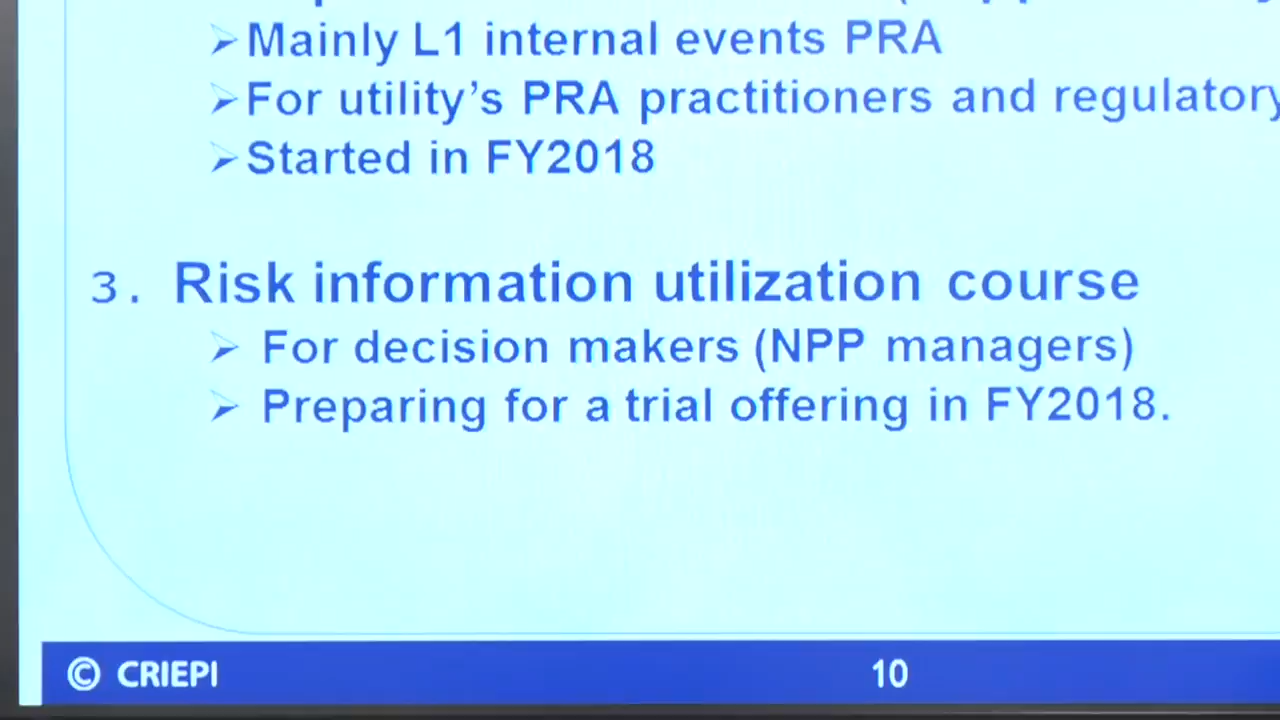 ➢Mainly L1 internal events PRA
➢For utility’s PRA practitioners and regulatory
➢Started in FY2018
3. Risk information utilization course
➢ For decision makers (NPP managers)
➢ Preparing for a trial offering in FY2018.
© CRIEPI 10